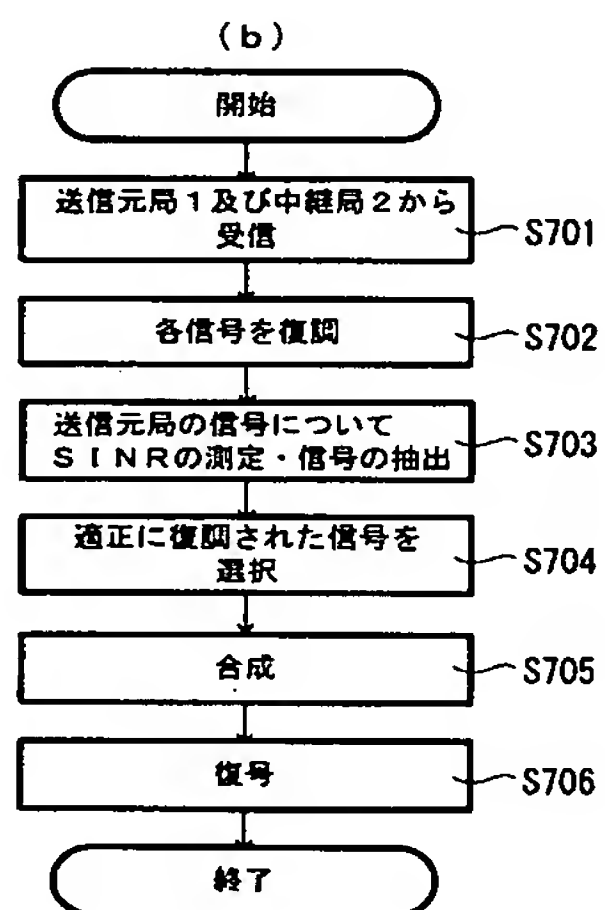 (b)
開始
送信元局1及び中継局2から
受信
S701
各信号を復調
S702
送信元局の信号について
SINRの測定・信号の抽出
S703
適正に復調された信号を
選択
S704
合成
S705
復号
S706
終了